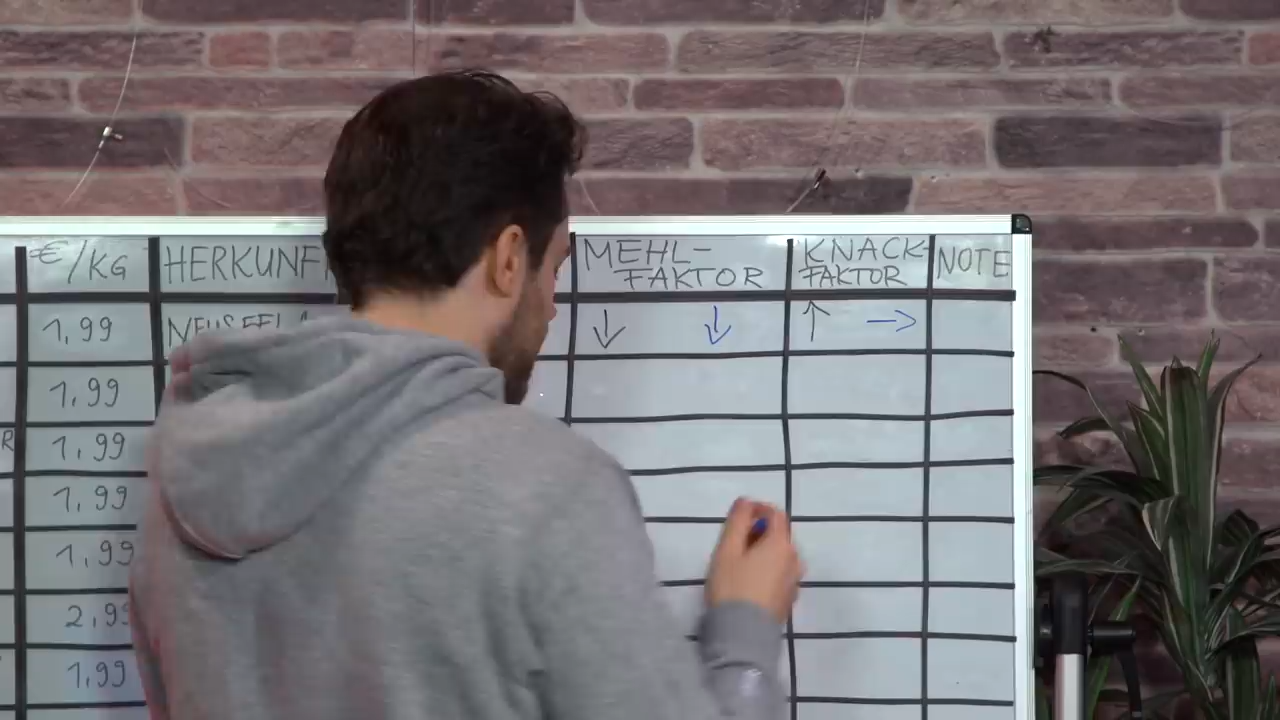 €/KG HERKUNF MEHL- KNACK- NOTE
FAKTOR FAKTOR
1,99 ↓ ↓ ↑ →
1,99
R 1,99
1,99
1,99
2,99
1,99